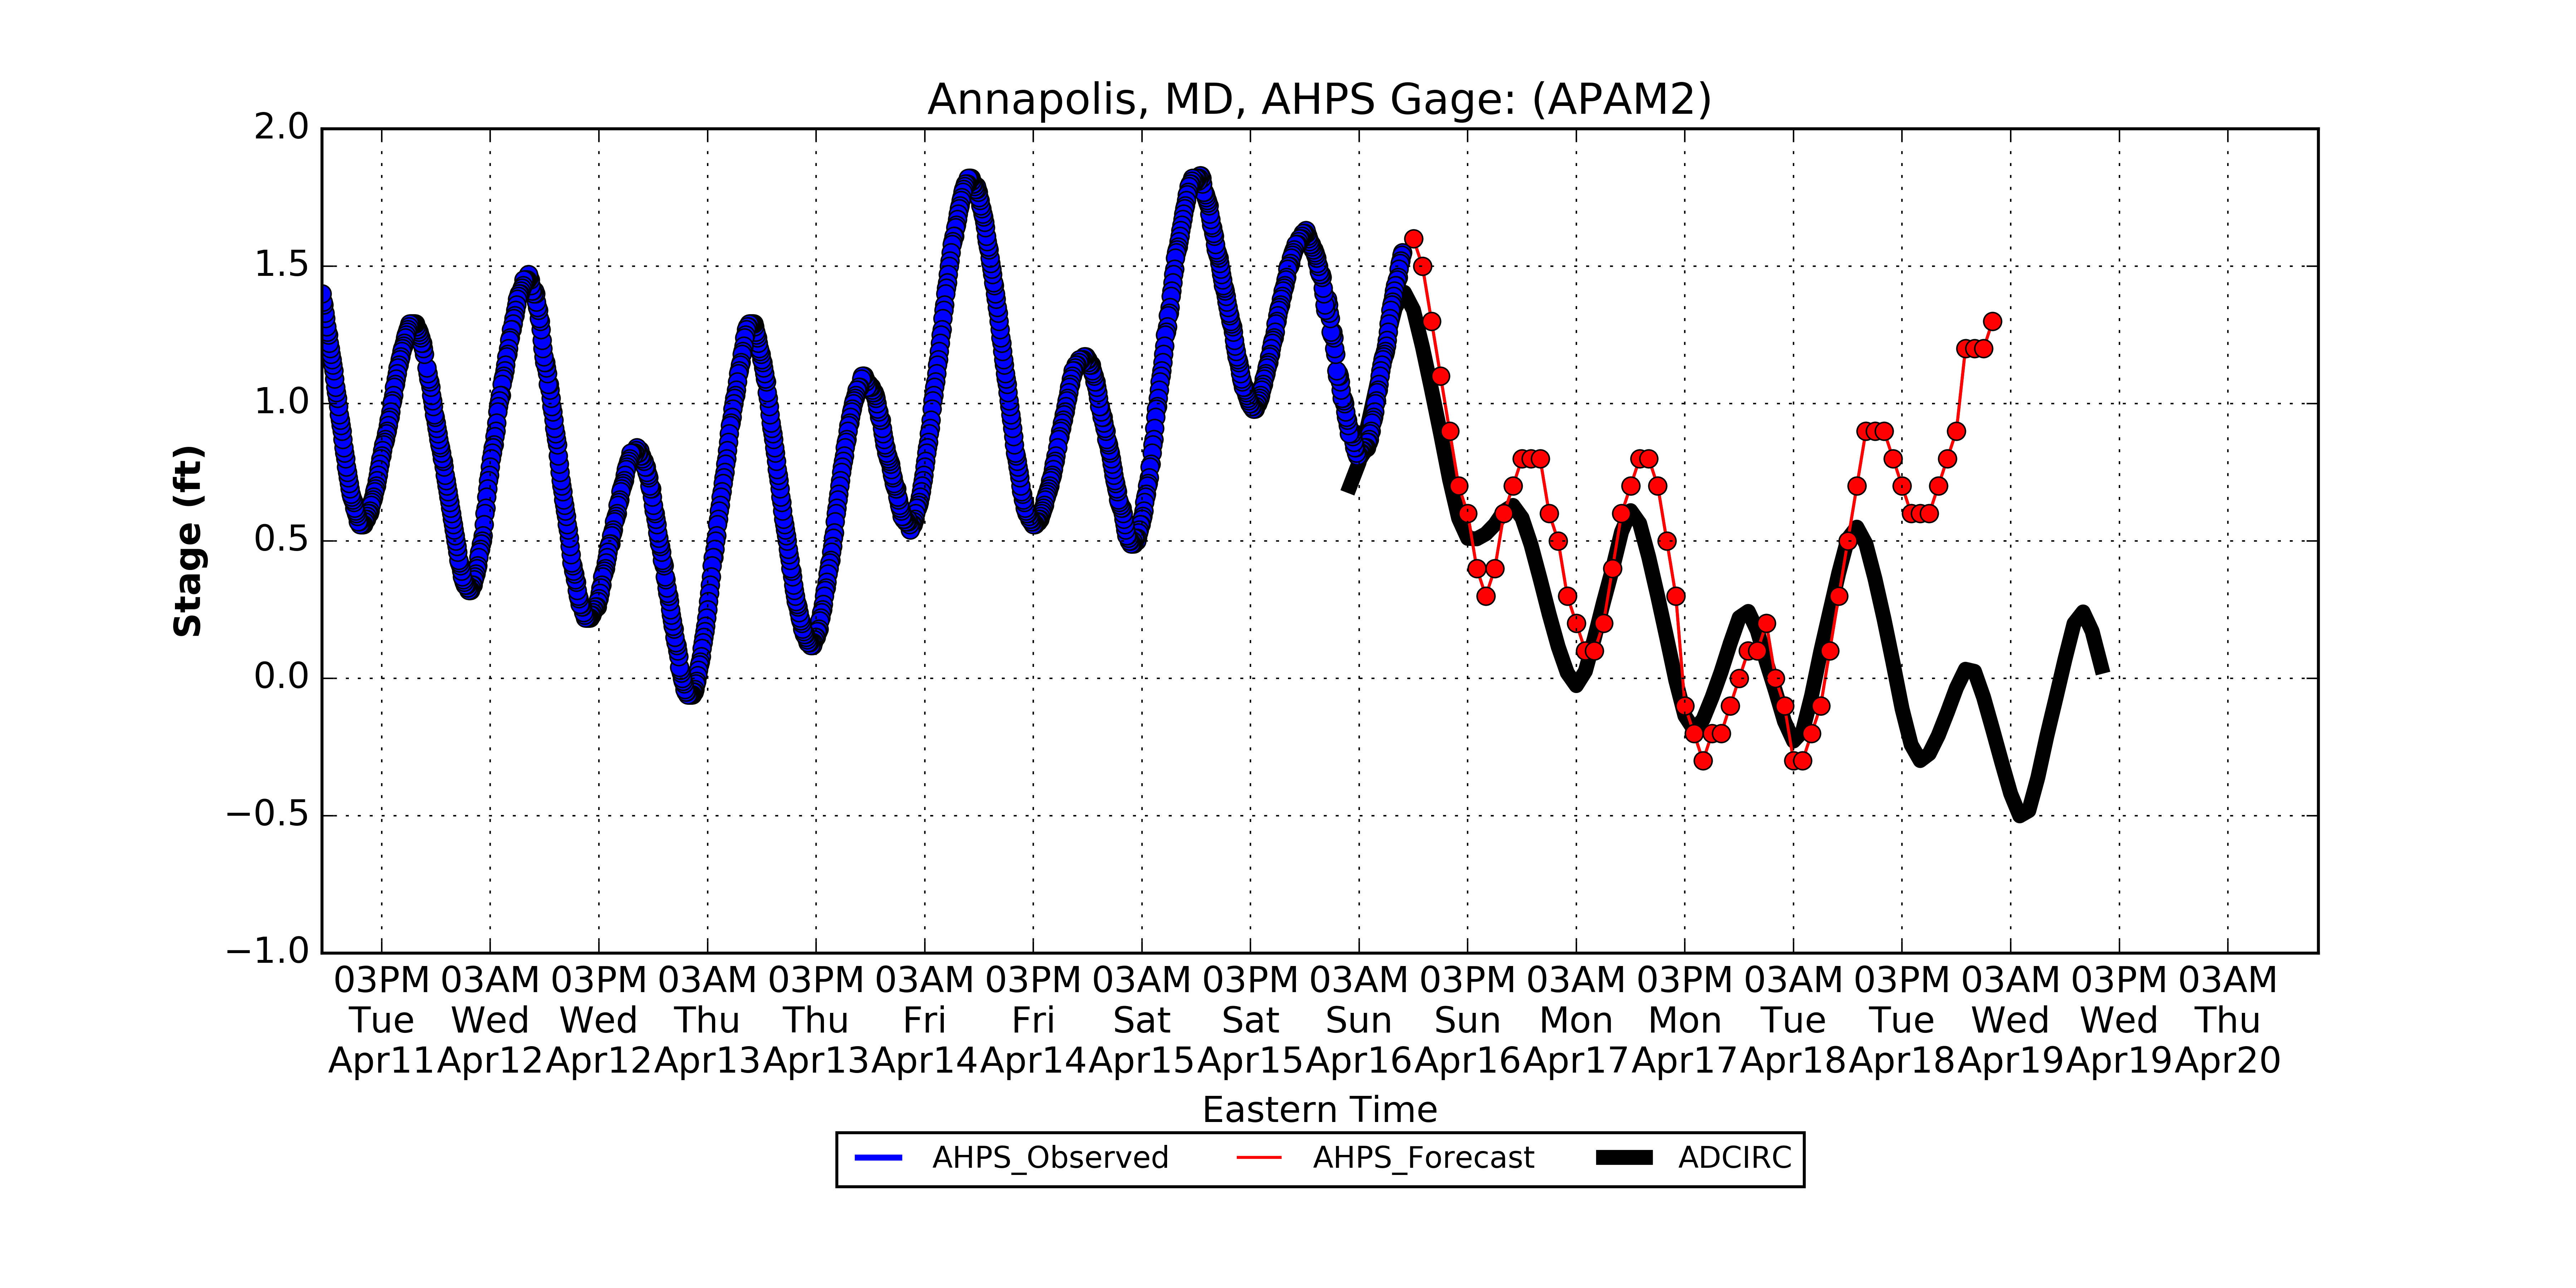 Annapolis, MD, AHPS Gage: (APAM2)
2.0
1.5
1.0
0.5
0.0
−0.5
−1.0
Stage (ft)
03PM 03AM 03PM 03AM 03PM 03AM 03PM 03AM 03PM 03AM 03PM 03AM 03PM 03AM 03PM 03AM 03PM 03AM
Tue Wed Wed Thu Thu Fri Fri Sat Sat Sun Sun Mon Mon Tue Tue Wed Wed Thu
Apr11 Apr12 Apr12 Apr13 Apr13 Apr14 Apr14 Apr15 Apr15 Apr16 Apr16 Apr17 Apr17 Apr18 Apr18 Apr19 Apr19 Apr20
Eastern Time
AHPS_Observed AHPS_Forecast ADCIRC